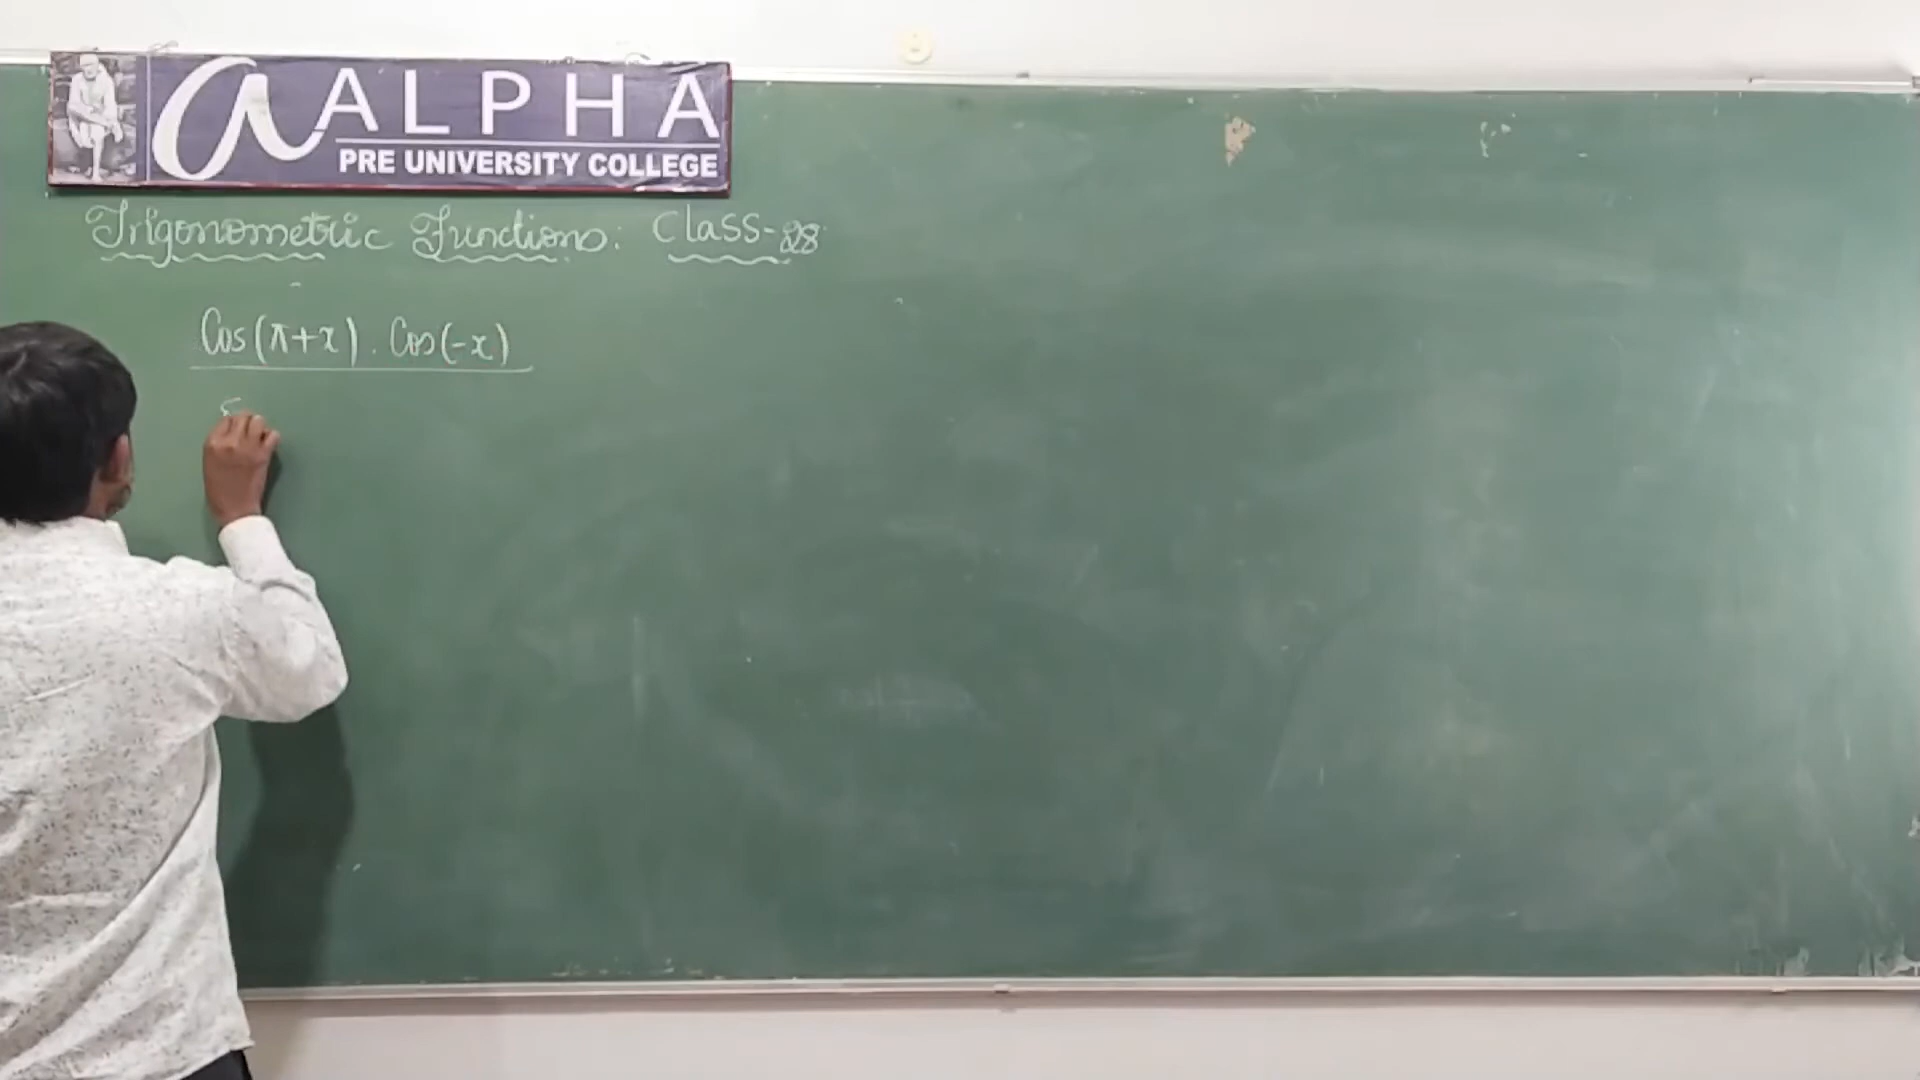 a ALPHA
PRE UNIVERSITY COLLEGE
Trigonometric Functions: Class-28
Cos(π+x) . Cos(-x)